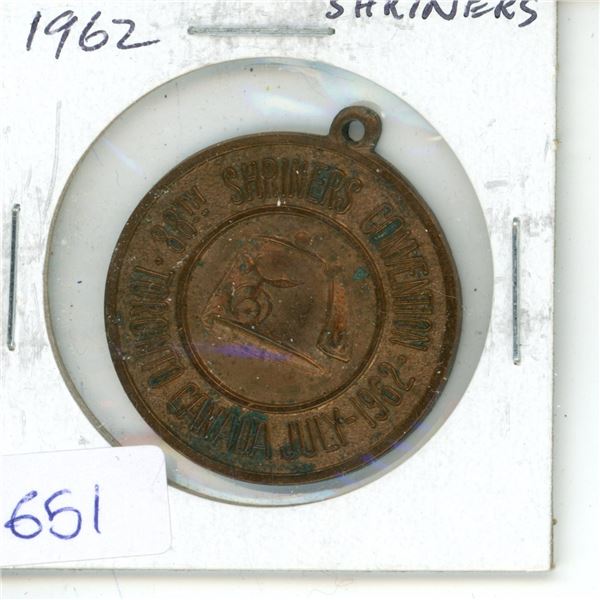 1962
SHRINERS
88TH SHRINERS CONVENTION
TORONTO CANADA JULY-1962
651